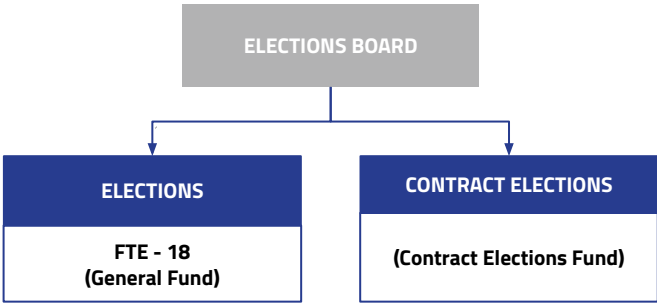 ELECTIONS BOARD
ELECTIONS
FTE - 18
(General Fund)
CONTRACT ELECTIONS
(Contract Elections Fund)